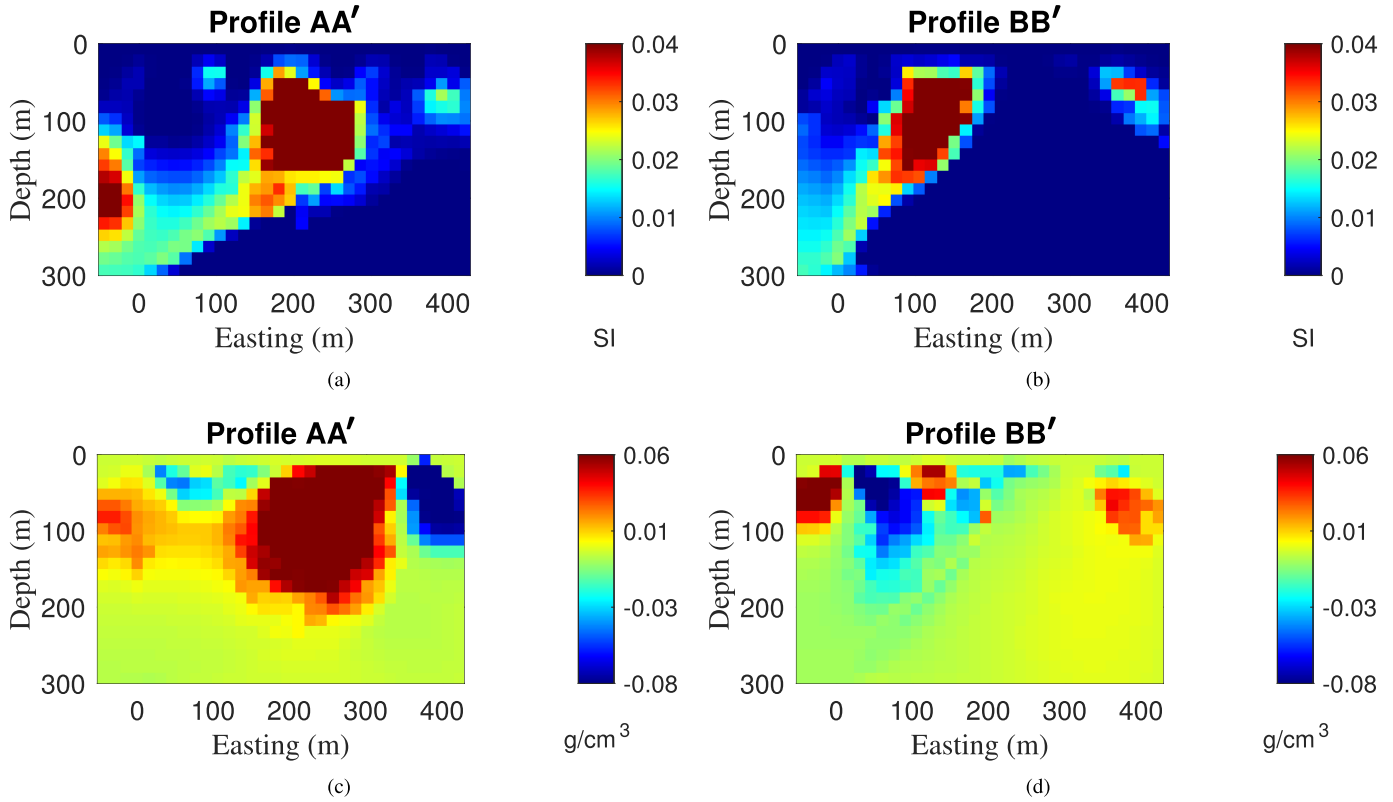 Profile AA′
Depth (m)
0
100
200
300
0 100 200 300 400
Easting (m)
0.04
0.03
0.02
0.01
0
SI
(a)
Profile BB′
Depth (m)
0
100
200
300
0 100 200 300 400
Easting (m)
0.04
0.03
0.02
0.01
0
SI
(b)
Profile AA′
Depth (m)
0
100
200
300
0 100 200 300 400
Easting (m)
0.06
0.01
-0.03
-0.08
g/cm³
(c)
Profile BB′
Depth (m)
0
100
200
300
0 100 200 300 400
Easting (m)
0.06
0.01
-0.03
-0.08
g/cm³
(d)